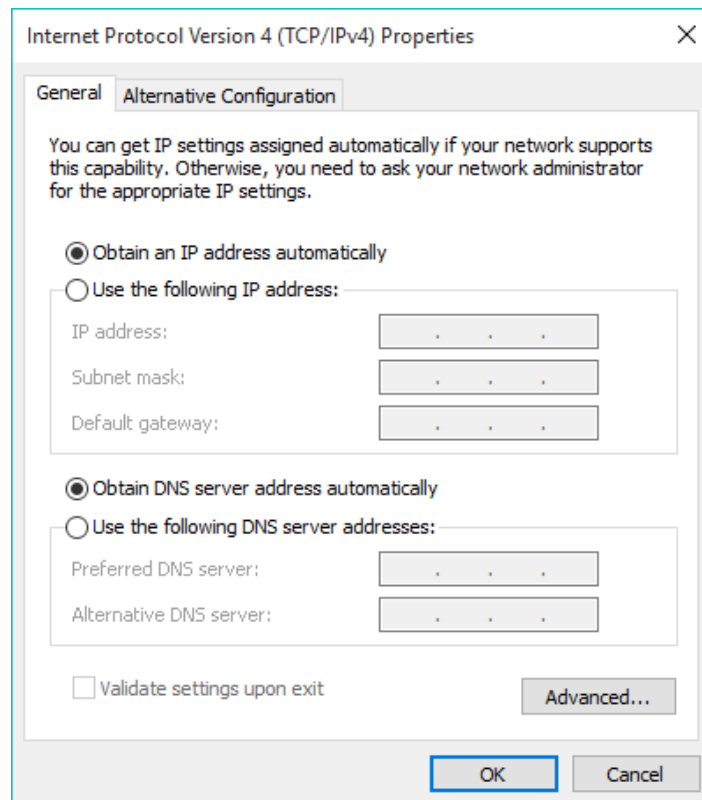 Internet Protocol Version 4 (TCP/IPv4) Properties
General
Alternative Configuration
You can get IP settings assigned automatically if your network supports
this capability. Otherwise, you need to ask your network administrator
for the appropriate IP settings.
Obtain an IP address automatically
Use the following IP address:
IP address:
Subnet mask:
Default gateway:
Obtain DNS server address automatically
Use the following DNS server addresses:
Preferred DNS server:
Alternative DNS server:
Validate settings upon exit
Advanced...
OK
Cancel